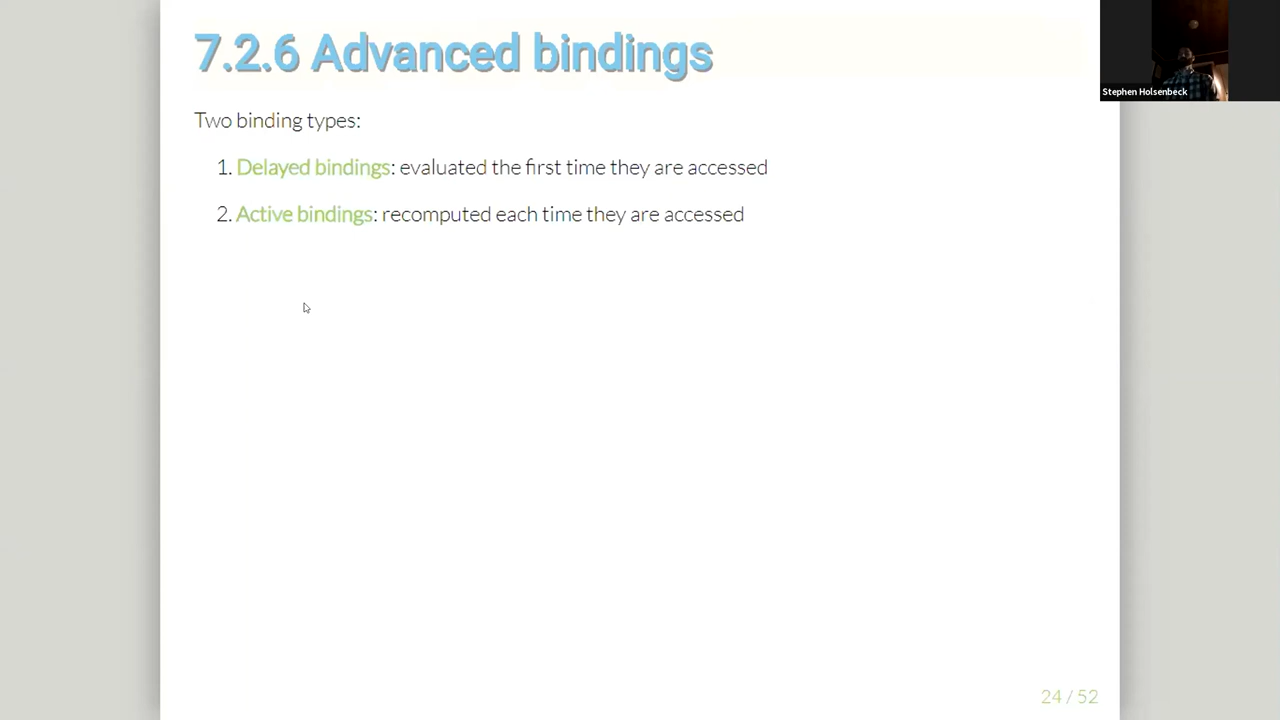 7.2.6 Advanced bindings
Stephen Holsenbeck
Two binding types:
1. Delayed bindings: evaluated the first time they are accessed
2. Active bindings: recomputed each time they are accessed
24 / 52